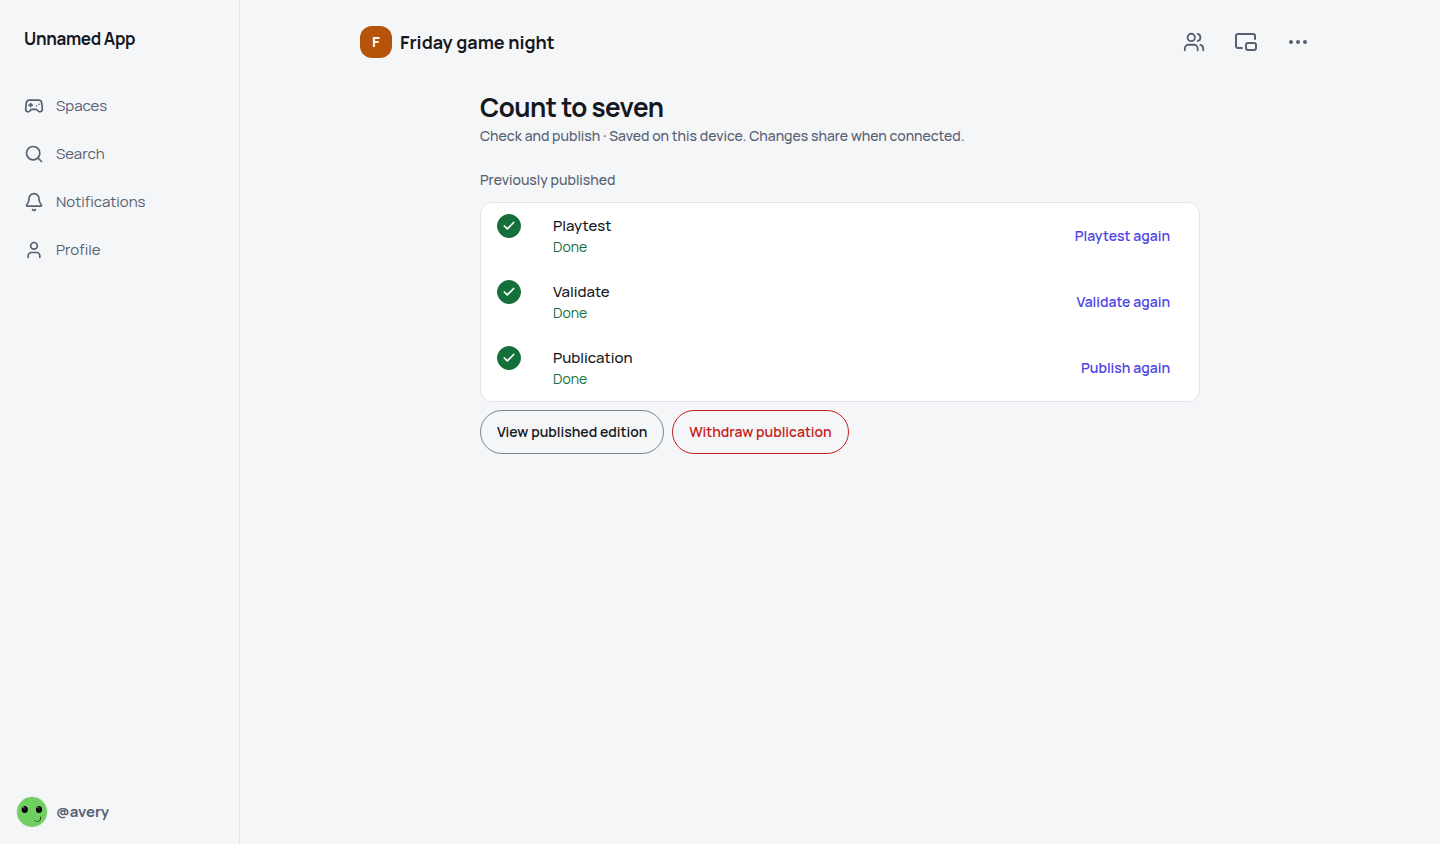 Unnamed App
Spaces
Search
Notifications
Profile
@avery
F Friday game night
Count to seven
Check and publish · Saved on this device. Changes share when connected.
Previously published
Playtest
Done
Playtest again
Validate
Done
Validate again
Publication
Done
Publish again
View published edition
Withdraw publication